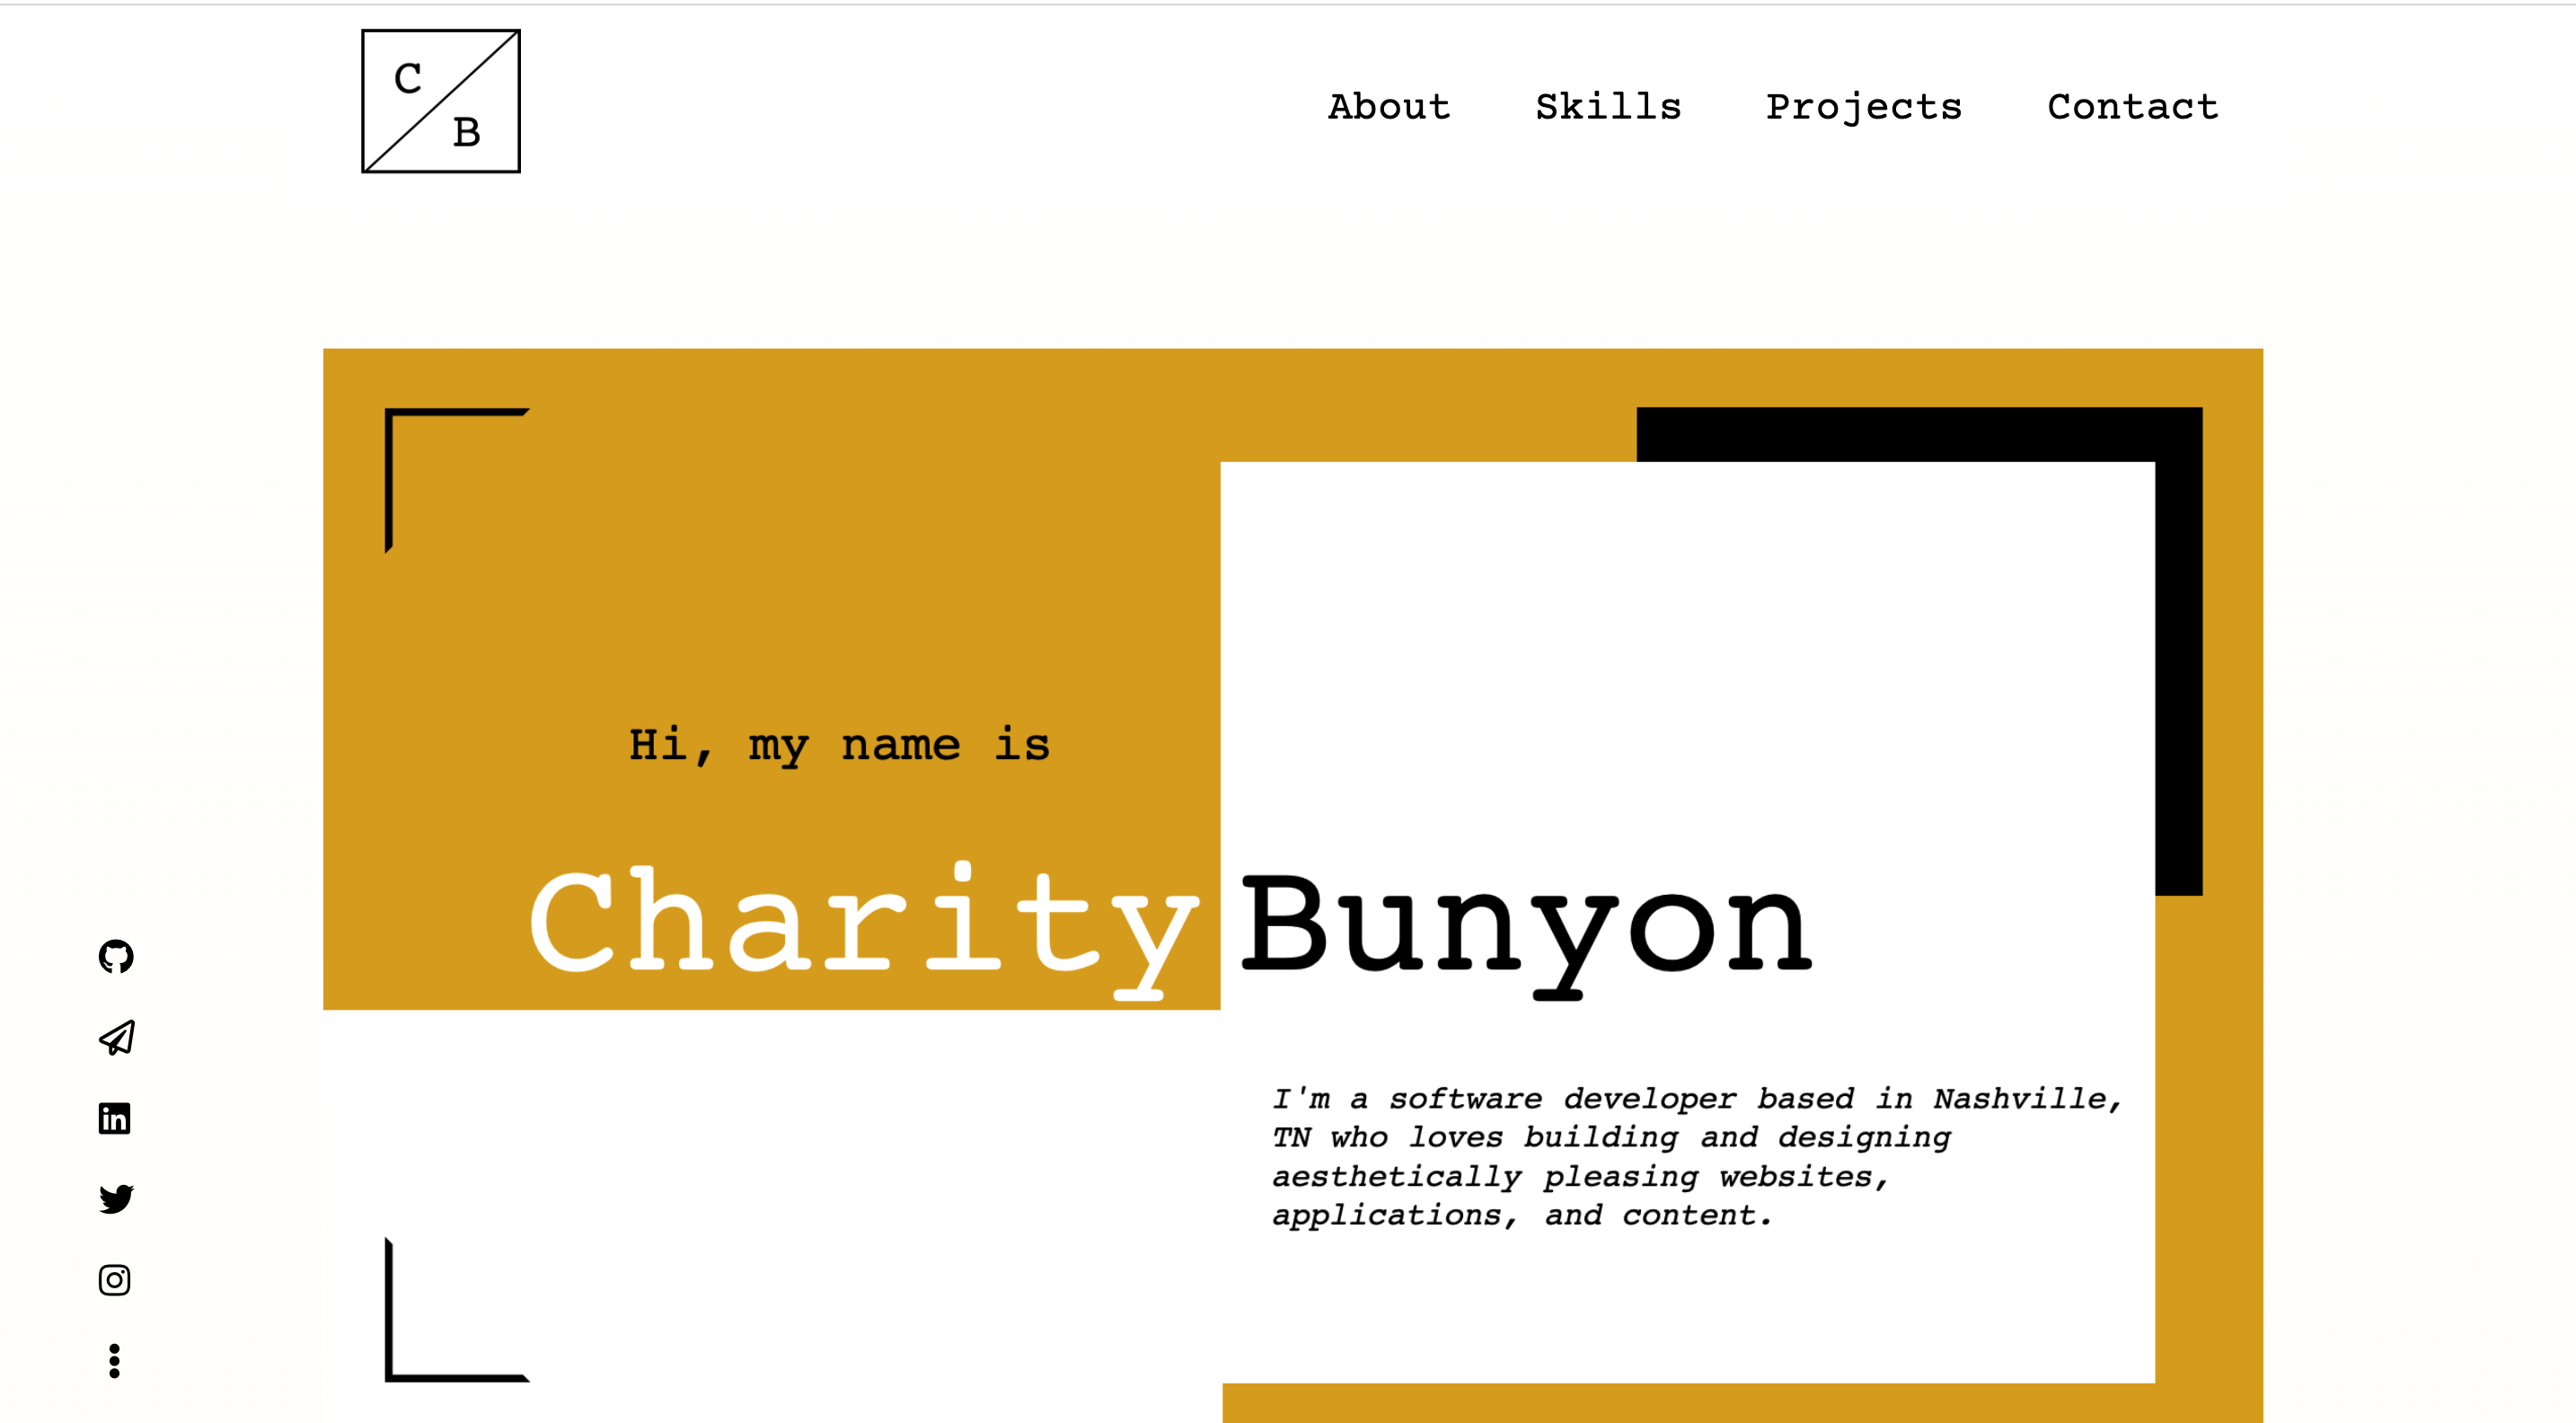 C
B
About Skills Projects Contact
Hi, my name is
Charity Bunyon
I'm a software developer based in Nashville,
TN who loves building and designing
aesthetically pleasing websites,
applications, and content.
in